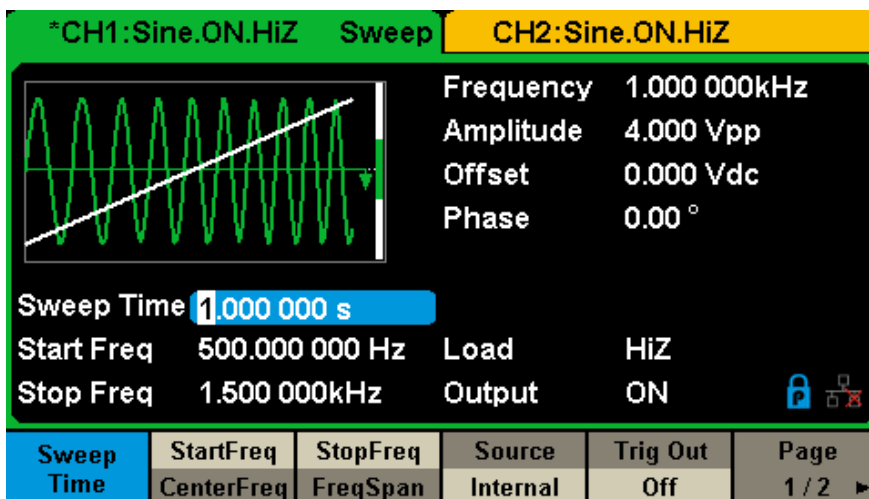 *CH1:Sine.ON.HiZ Sweep CH2:Sine.ON.HiZ
Frequency 1.000 000kHz
Amplitude 4.000 Vpp
Offset 0.000 Vdc
Phase 0.00 °
Sweep Time 1.000 000 s
Start Freq 500.000 000 Hz Load HiZ
Stop Freq 1.500 000kHz Output ON P
Sweep Time StartFreq CenterFreq StopFreq FreqSpan Source Internal Trig Out Off Page 1/2